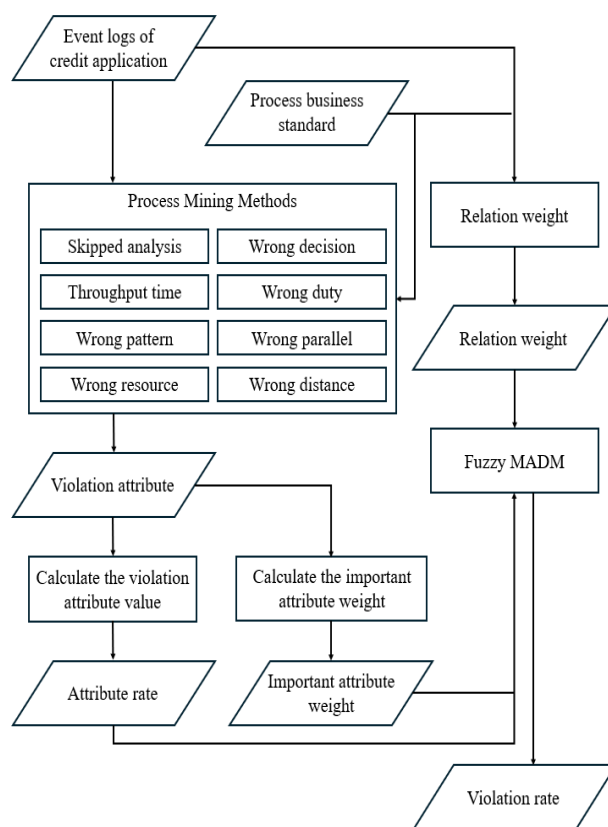 Event logs of
credit application
Process business
standard
Process Mining Methods
Skipped analysis
Wrong decision
Throughput time
Wrong duty
Wrong pattern
Wrong parallel
Wrong resource
Wrong distance
Relation weight
Relation weight
Fuzzy MADM
Violation attribute
Calculate the violation
attribute value
Calculate the important
attribute weight
Attribute rate
Important attribute
weight
Violation rate